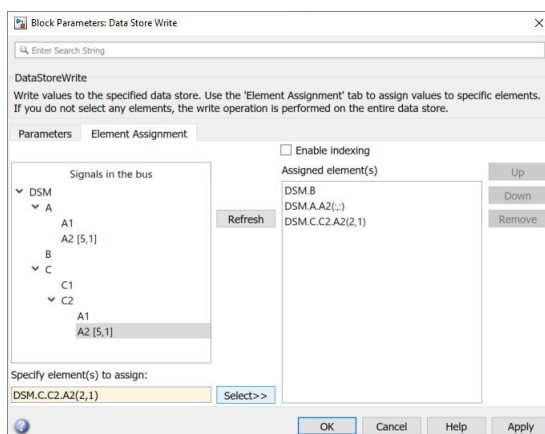 Block Parameters: Data Store Write
Enter Search String
DataStoreWrite
Write values to the specified data store. Use the 'Element Assignment' tab to assign values to specific elements.
If you do not select any elements, the write operation is performed on the entire data store.
Parameters Element Assignment
Enable indexing
Signals in the bus
DSM
A
A1
A2 [5,1]
B
C
C1
C2
A1
A2 [5,1]
Refresh
Assigned element(s)
DSM.B
DSM.A.A2(:,:)
DSM.C.C2.A2(2,1)
Up
Down
Remove
Specify element(s) to assign:
DSM.C.C2.A2(2,1)
Select>>
OK Cancel Help Apply